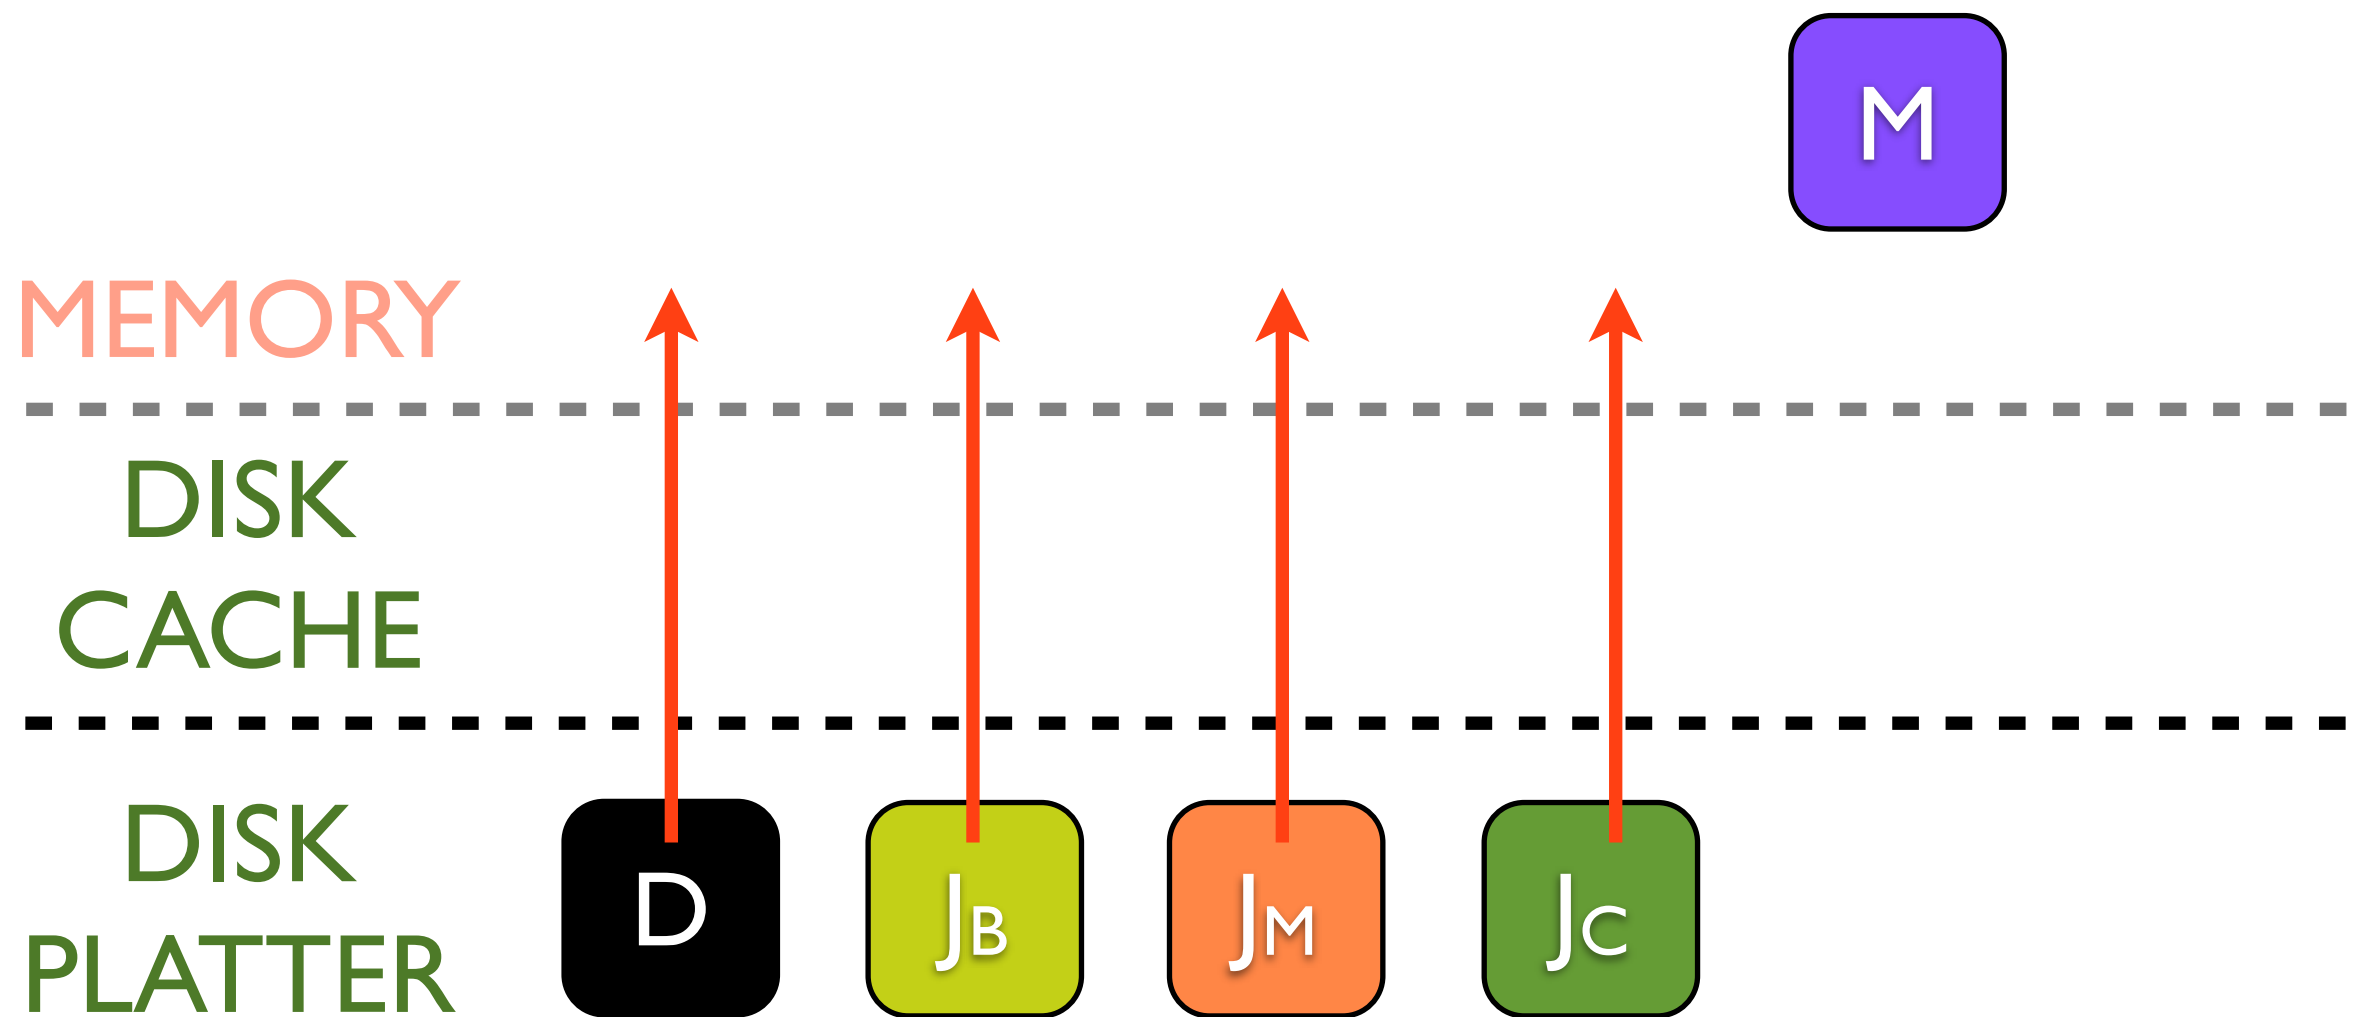 M
MEMORY
DISK
CACHE
DISK
PLATTER
D
JB
JM
JC